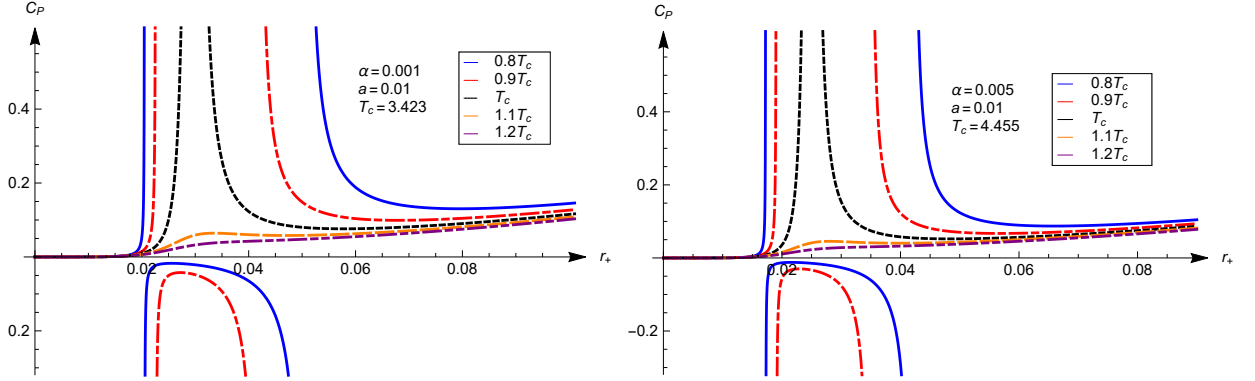 C_P
0.4
0.2
0.2
0.02
0.04
0.06
0.08
r_+
α=0.001
a=0.01
T_c=3.423
0.8T_c
0.9T_c
T_c
1.1T_c
1.2T_c
C_P
0.4
0.2
-0.2
0.02
0.04
0.06
0.08
r_+
α=0.005
a=0.01
T_c=4.455
0.8T_c
0.9T_c
T_c
1.1T_c
1.2T_c